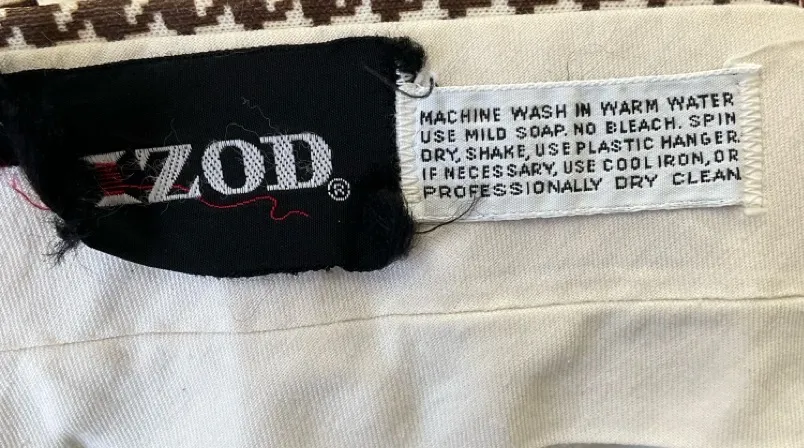 IZOD®
MACHINE WASH IN WARM WATER
USE MILD SOAP. NO BLEACH. SPIN
DRY, SHAKE, USE PLASTIC HANGER.
IF NECESSARY, USE COOL IRON, OR
PROFESSIONALLY DRY CLEAN